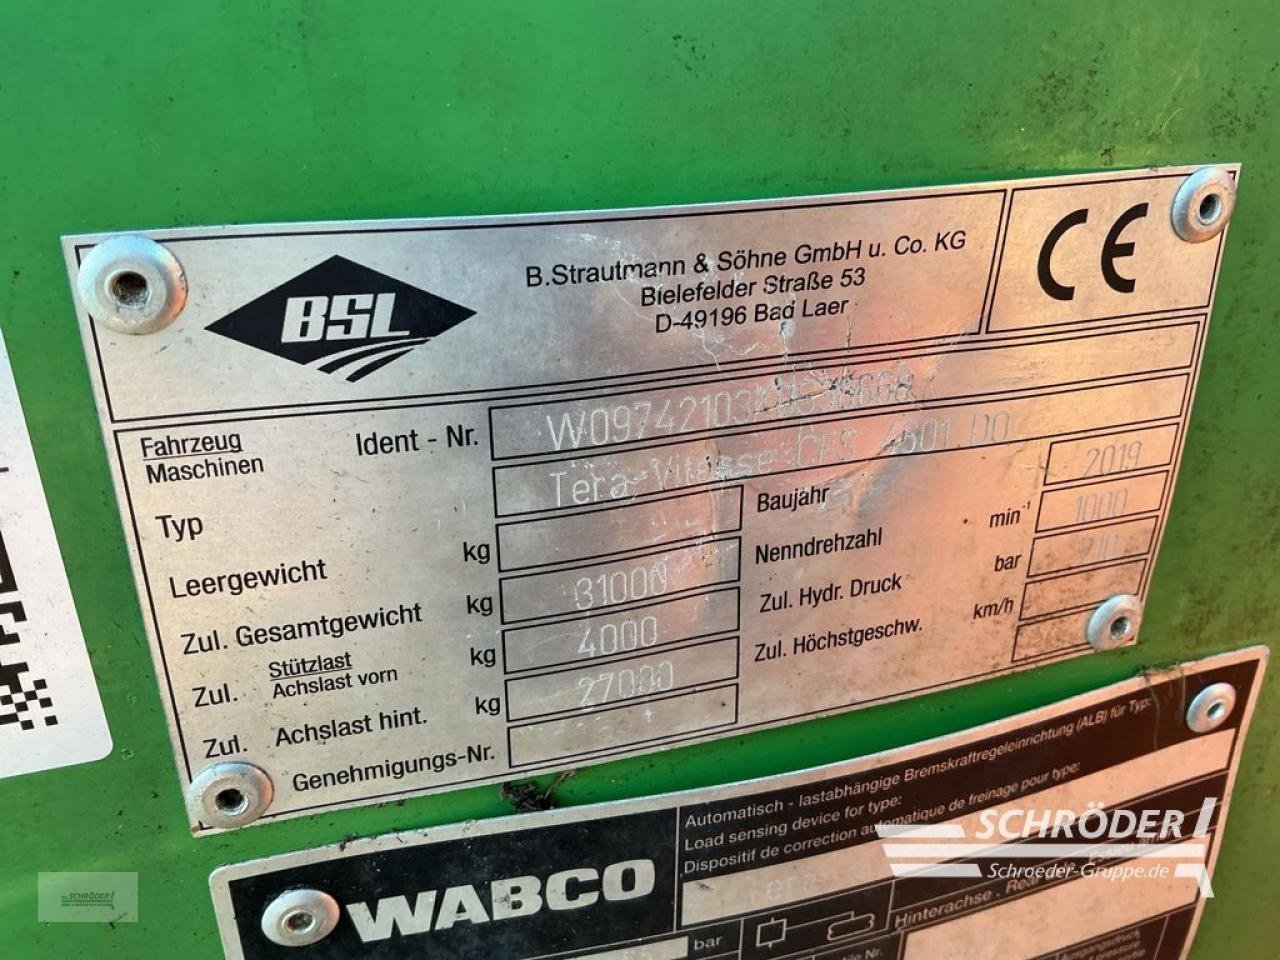 BSL
B.Strautmann & Söhne GmbH u. Co. KG
Bielefelder Straße 53
D-49196 Bad Laer
CE
Fahrzeug
Maschinen
Ident - Nr.
Typ
Tera-Vitesse CFS 4601 DO
Leergewicht kg
Baujahr 2019
Zul. Gesamtgewicht kg 31000
Nenndrehzahl min⁻¹ 1000
Zul. Stützlast
Achslast vorn kg 4000
Zul. Hydr. Druck bar 210
Zul. Achslast hint. kg 27000
Zul. Höchstgeschw. km/h
Genehmigungs-Nr.
WABCO
Automatisch - lastabhängige Bremskraftregeleinrichtung (ALB) für Typ:
Load sensing device for type:
Dispositif de correction automatique de freinage pour type:
Hinterachse
bar
SCHRÖDER
Schroeder-Gruppe.de
SCHRÖDER